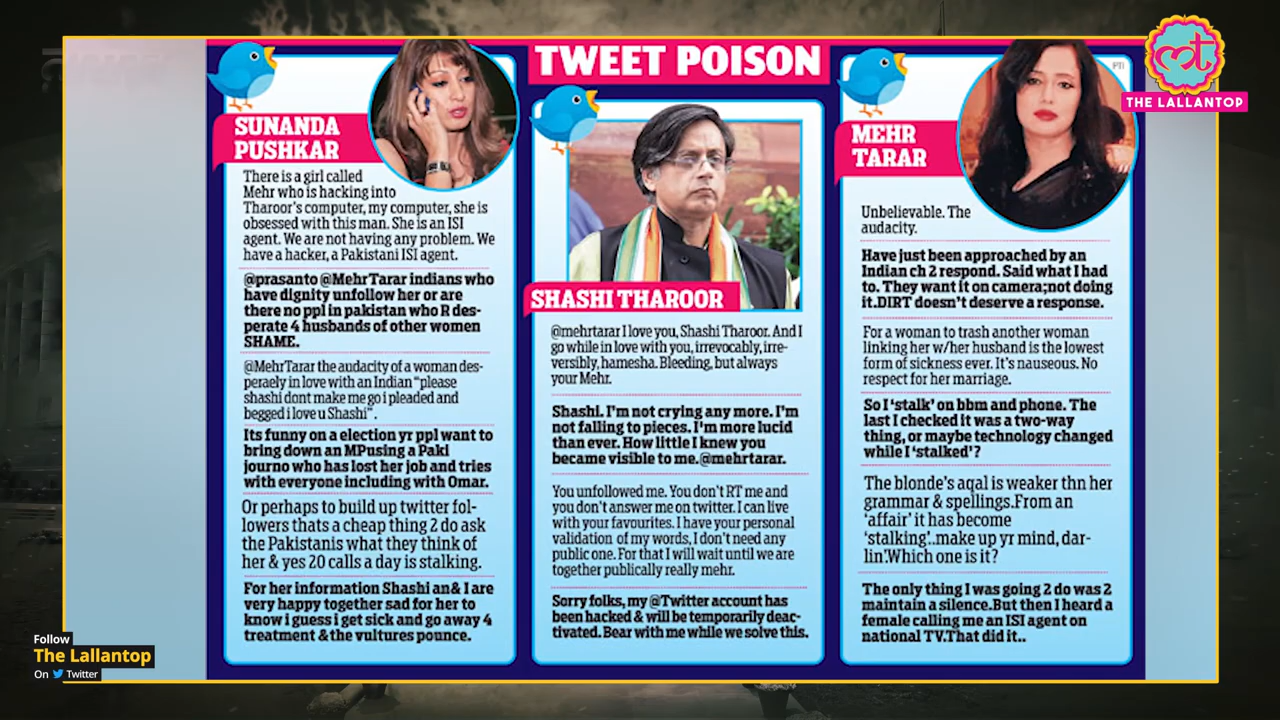 TWEET POISON
SUNANDA
PUSHKAR
There is a girl called
Mehr who is hacking into
Tharoor's computer, my computer, she is
obsessed with this man. She is an ISI
agent. We are not having any problem. We
have a hacker, a Pakistani ISI agent.
@prasanto @MehrTarar indians who
have dignity unfollow her or are
there no ppl in pakistan who R des-
perate 4 husbands of other women
SHAME.
@MehrTarar the audacity of a woman des-
peraely in love with an Indian "please
shashi dont make me go i pleaded and
begged i love u Shashi".
Its funny on a election yr ppl want to
bring down an MPusing a Paki
journo who has lost her job and tries
with everyone including with Omar.
Or perhaps to build up twitter fol-
lowers thats a cheap thing 2 do ask
the Pakistanis what they think of
her & yes 20 calls a day is stalking.
For her information Shashi an& I are
very happy together sad for her to
know i guess i get sick and go away 4
treatment & the vultures pounce.
SHASHI THAROOR
@mehrtarar I love you, Shashi Tharoor. And I
go while in love with you, irrevocably, irre-
versibly, hamesha. Bleeding, but always
your Mehr.
Shashi. I'm not crying any more. I'm
not falling to pieces. I'm more lucid
than ever. How little I knew you
became visible to me.@mehrtarar.
You unfollowed me. You don't RT me and
you don't answer me on twitter. I can live
with your favourites. I have your personal
validation of my words, I don't need any
public one. For that I will wait until we are
together publically really mehr.
Sorry folks, my @Twitter account has
been hacked & will be temporarily deac-
tivated. Bear with me while we solve this.
PTI
MEHR
TARAR
Unbelievable. The
audacity.
Have just been approached by an
Indian ch 2 respond. Said what I had
to. They want it on camera;not doing
it.DIRT doesn't deserve a response.
For a woman to trash another woman
linking her w/her husband is the lowest
form of sickness ever. It's nauseous. No
respect for her marriage.
So I 'stalk' on bbm and phone. The
last I checked it was a two-way
thing, or maybe technology changed
while I 'stalked'?
The blonde's aqal is weaker thn her
grammar & spellings.From an
'affair' it has become
'stalking'..make up yr mind, dar-
lin'.Which one is it?
The only thing I was going 2 do was 2
maintain a silence.But then I heard a
female calling me an ISI agent on
national TV.That did it..
THE LALLANTOP
Follow
The Lallantop
On Twitter